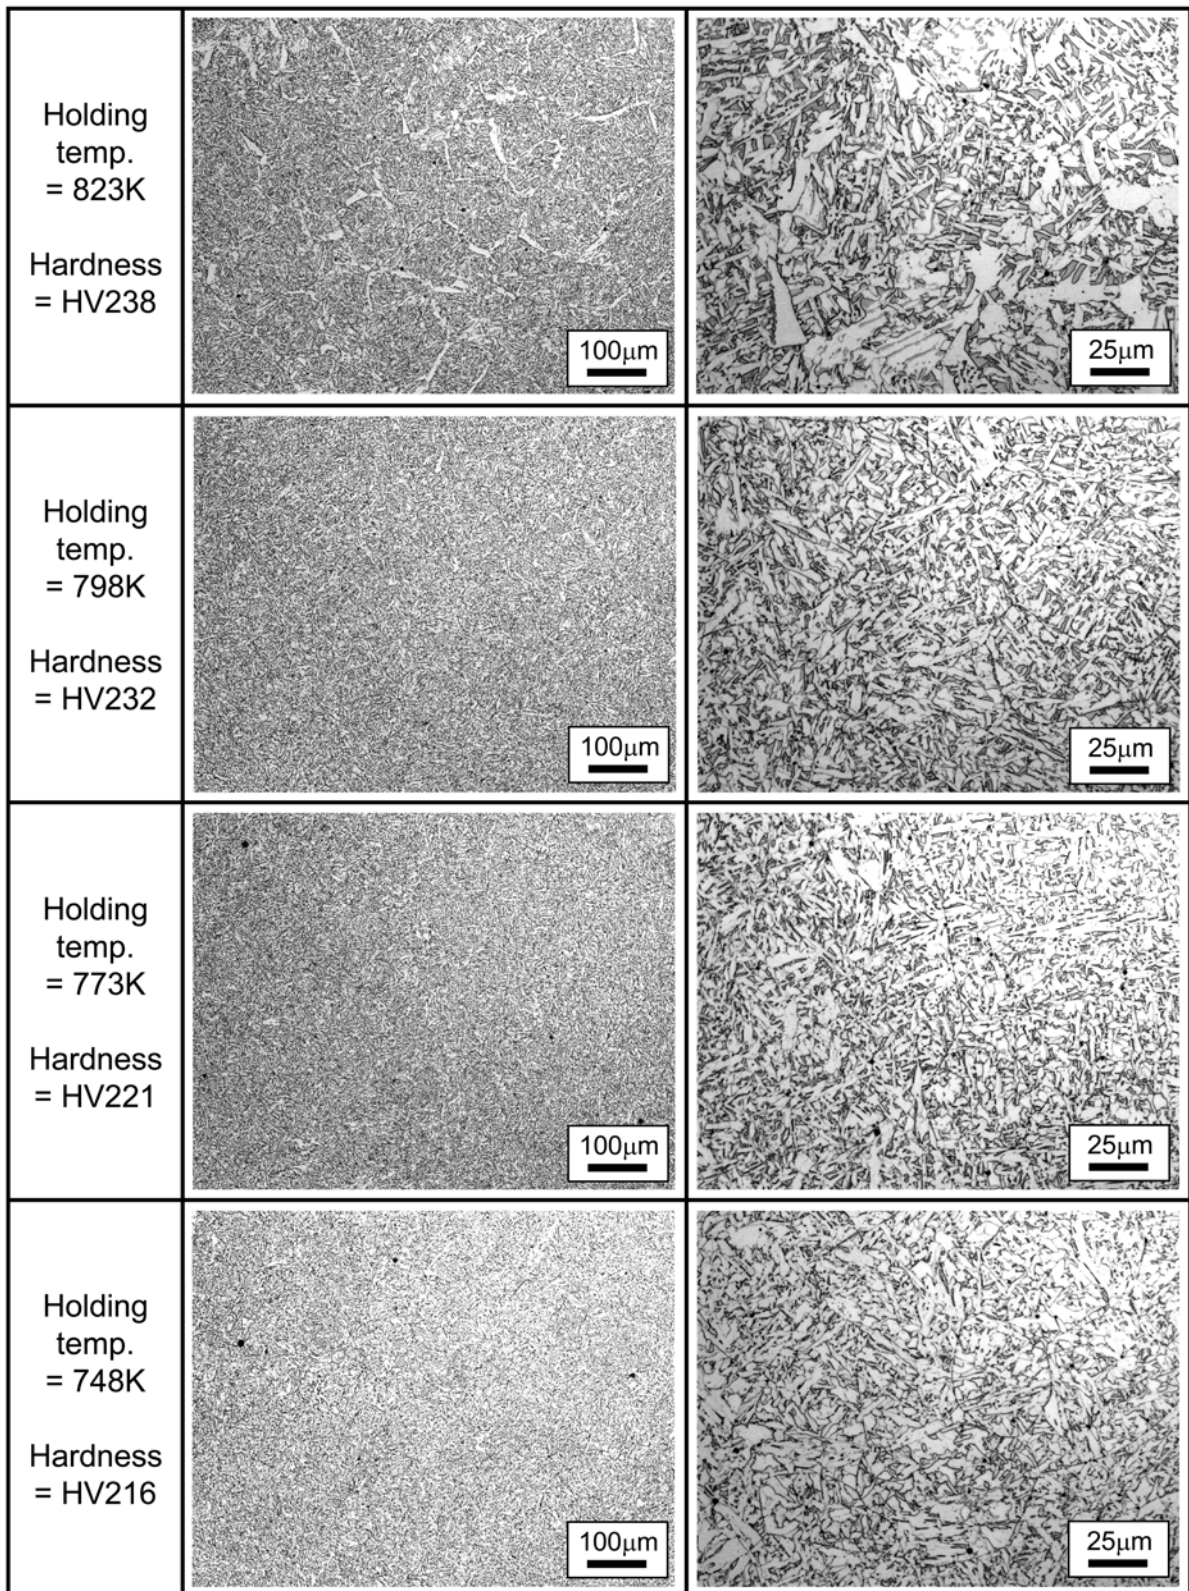 Holding
temp.
= 823K
Hardness
= HV238
100μm
25μm
Holding
temp.
= 798K
Hardness
= HV232
100μm
25μm
Holding
temp.
= 773K
Hardness
= HV221
100μm
25μm
Holding
temp.
= 748K
Hardness
= HV216
100μm
25μm